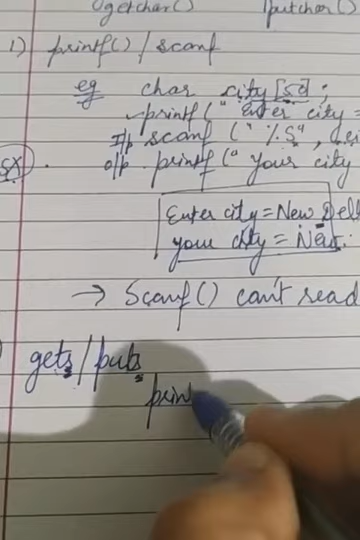 getchar() putchar()
1) printf() / scanf
eg char city[50];
printf(" Enter city =
I/p scanf (" %s",
o/p printf(" your city
Enter city = New Delh
your city = New.
→ Scanf() can't read
gets / puts
prin